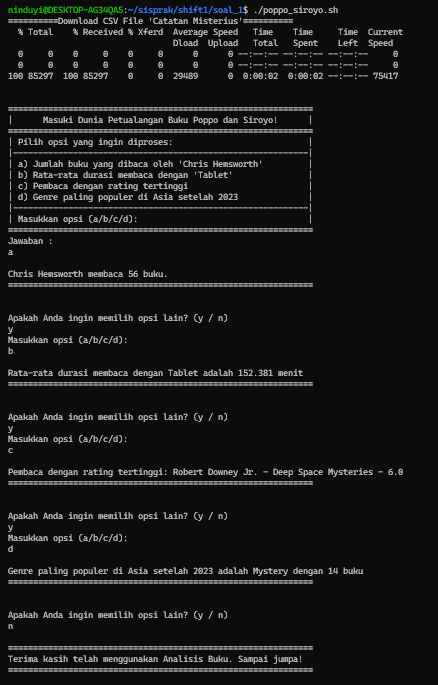 ninduyi@DESKTOP-AG34QA5:~/sisprak/shift1/soal_1$ ./poppo_siroyo.sh
==========Download CSV File 'Catatan Misterius'==========
  % Total    % Received % Xferd  Average Speed   Time    Time     Time  Current
                                 Dload  Upload   Total   Spent    Left  Speed
  0     0    0     0    0     0      0      0 --:--:-- --:--:-- --:--:--     0
  0     0    0     0    0     0      0      0 --:--:-- --:--:-- --:--:--     0
100 85297  100 85297    0     0  29489      0  0:00:02  0:00:02 --:--:-- 75417
============================================================
|      Masuki Dunia Petualangan Buku Poppo dan Siroyo!      |
============================================================
| Pilih opsi yang ingin diproses:                           |
|-----------------------------------------------------------|
| a) Jumlah buku yang dibaca oleh 'Chris Hemsworth'         |
| b) Rata-rata durasi membaca dengan 'Tablet'               |
| c) Pembaca dengan rating tertinggi                        |
| d) Genre paling populer di Asia setelah 2023              |
|-----------------------------------------------------------|
| Masukkan opsi (a/b/c/d):                                  |
============================================================
Jawaban :
a
Chris Hemsworth membaca 56 buku.
============================================================
Apakah Anda ingin memilih opsi lain? (y / n)
y
Masukkan opsi (a/b/c/d):
b
Rata-rata durasi membaca dengan Tablet adalah 152.381 menit
============================================================
Apakah Anda ingin memilih opsi lain? (y / n)
y
Masukkan opsi (a/b/c/d):
c
Pembaca dengan rating tertinggi: Robert Downey Jr. - Deep Space Mysteries - 6.0
============================================================
Apakah Anda ingin memilih opsi lain? (y / n)
y
Masukkan opsi (a/b/c/d):
d
Genre paling populer di Asia setelah 2023 adalah Mystery dengan 14 buku
============================================================
Apakah Anda ingin memilih opsi lain? (y / n)
n
============================================================
Terima kasih telah menggunakan Analisis Buku. Sampai jumpa!
============================================================